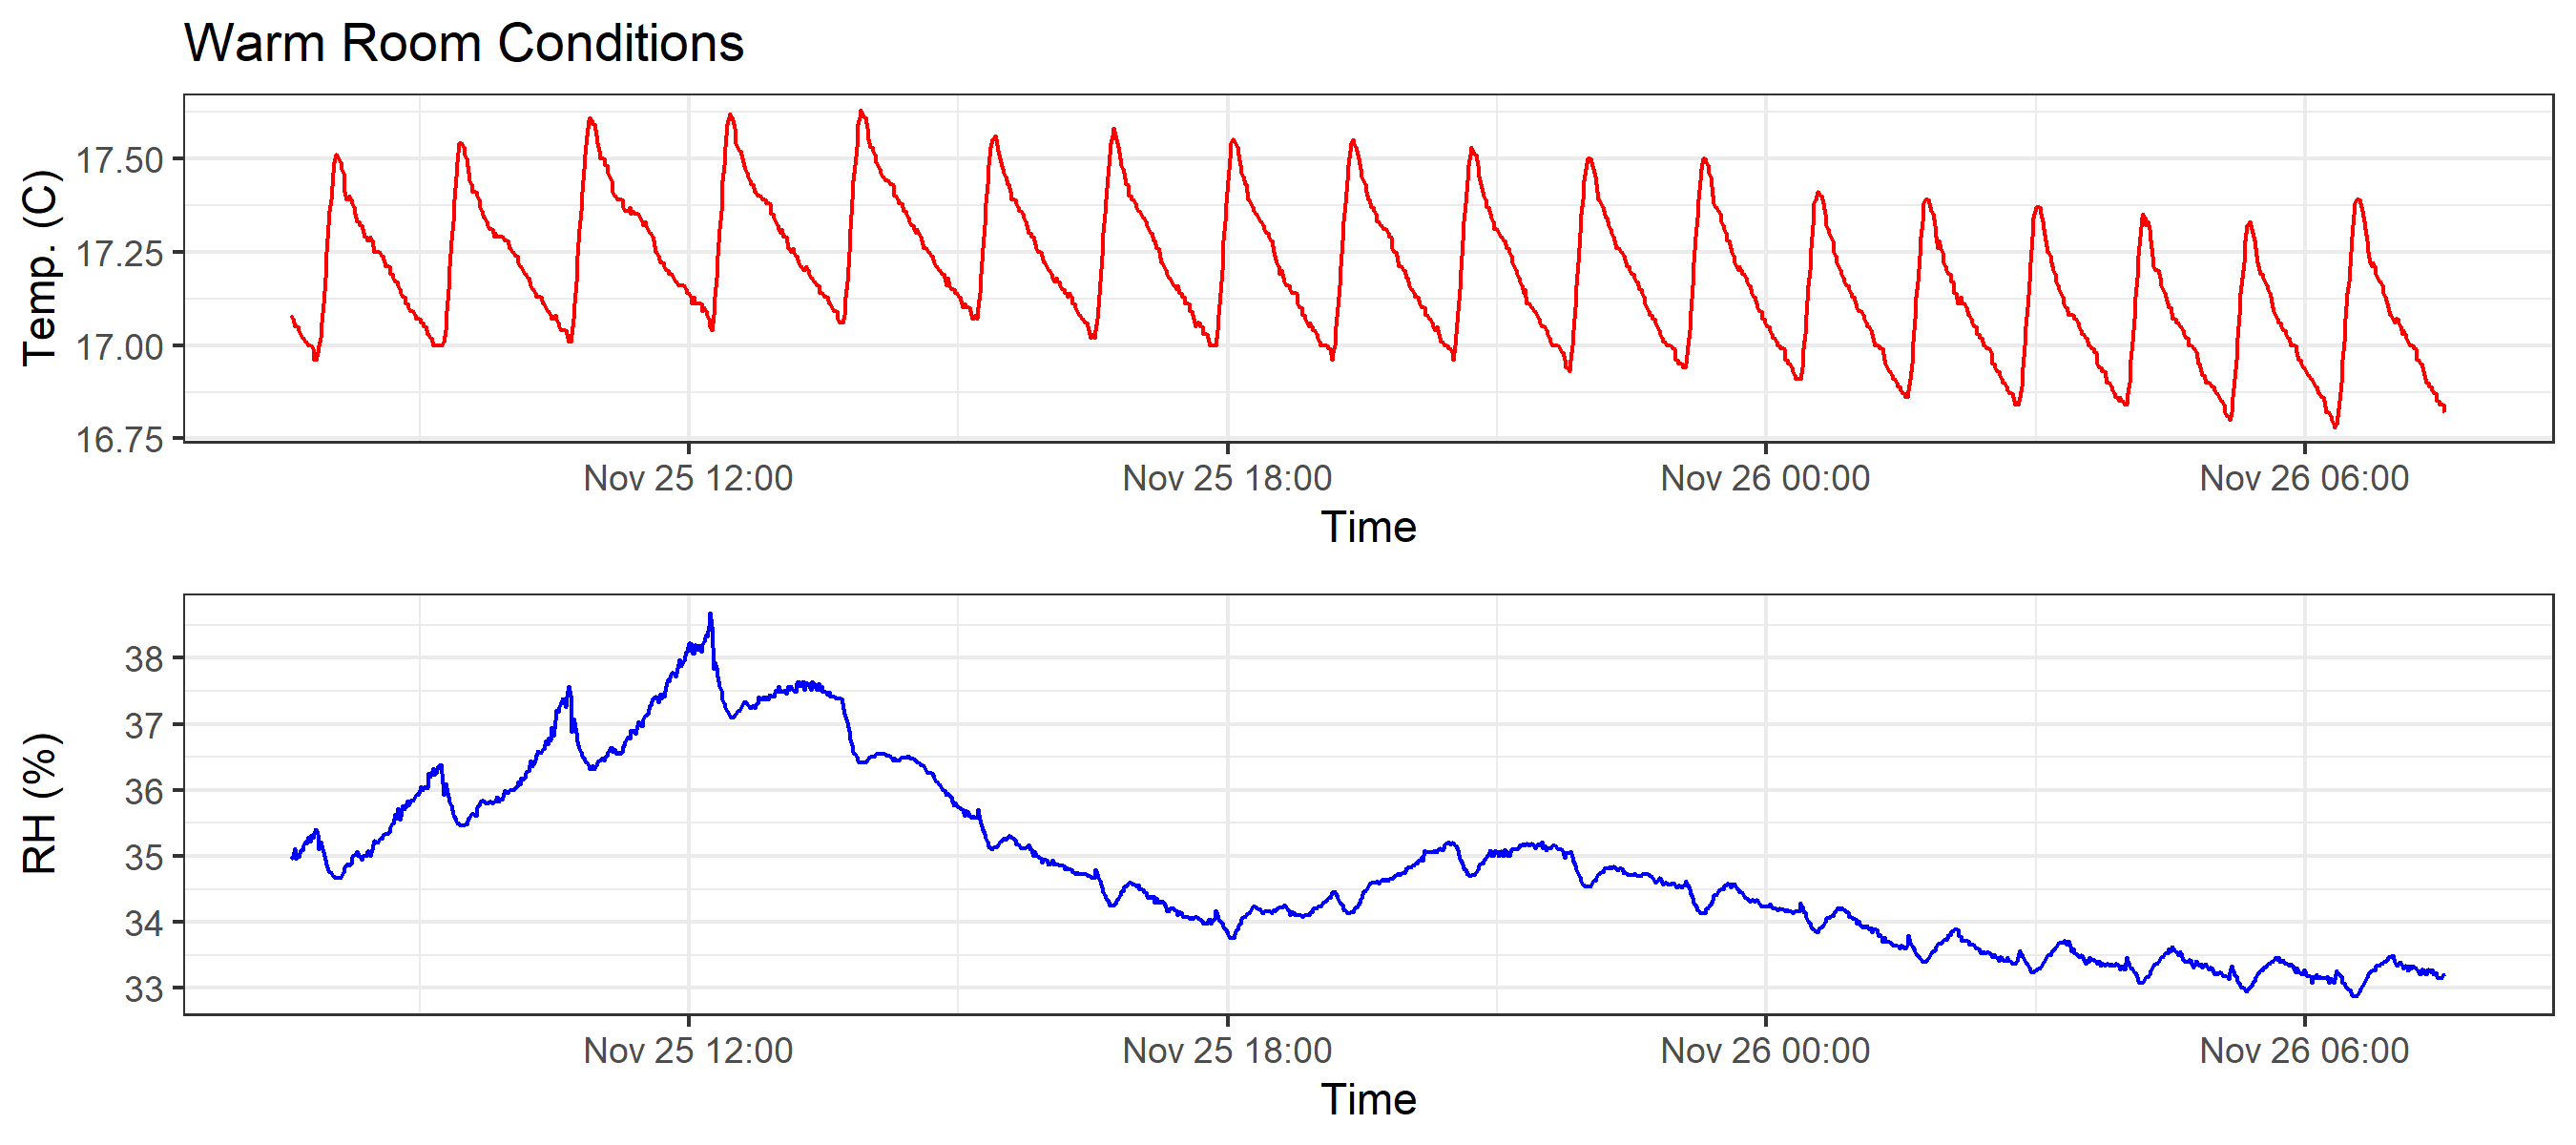 Warm Room Conditions
Temp. (C)
17.50
17.25
17.00
16.75
Nov 25 12:00 Nov 25 18:00 Nov 26 00:00 Nov 26 06:00
Time
RH (%)
38
37
36
35
34
33
Nov 25 12:00 Nov 25 18:00 Nov 26 00:00 Nov 26 06:00
Time